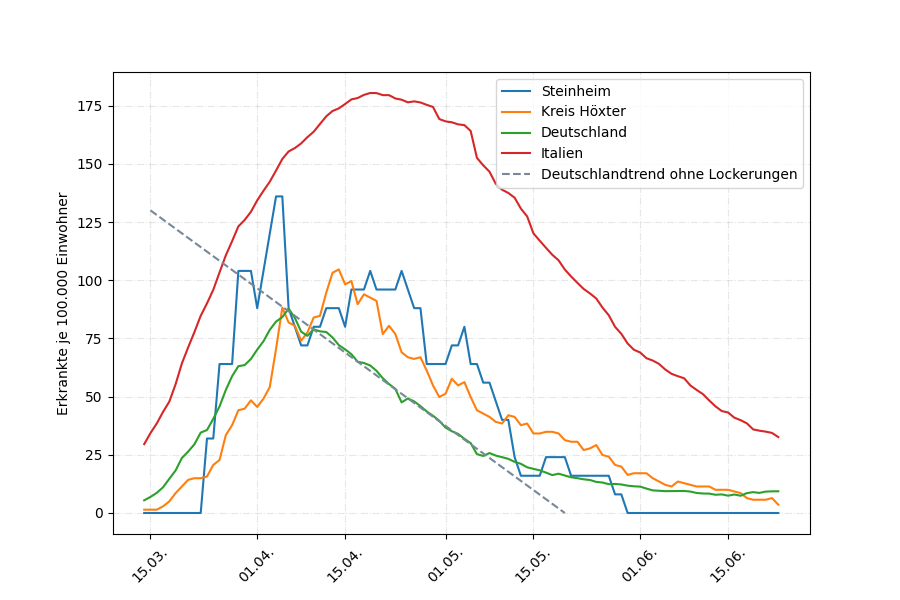 Steinheim
Kreis Höxter
Deutschland
Italien
Deutschlandtrend ohne Lockerungen
Erkrankte je 100.000 Einwohner
175
150
125
100
75
50
25
0
15.03.
01.04.
15.04.
01.05.
15.05.
01.06.
15.06.